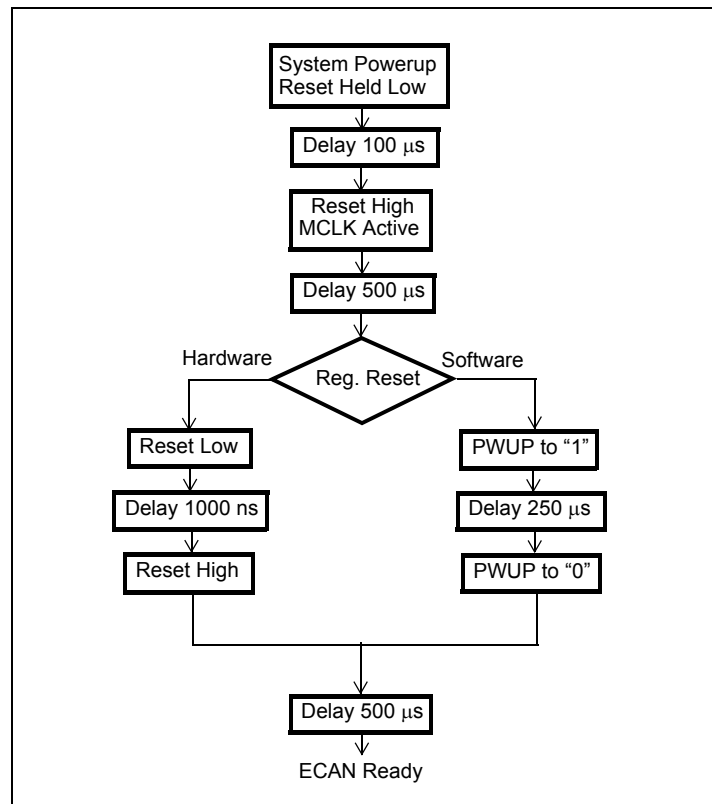 System Powerup
Reset Held Low
Delay 100 μs
Reset High
MCLK Active
Delay 500 μs
Hardware
Software
Reg. Reset
Reset Low
PWUP to “1”
Delay 1000 ns
Delay 250 μs
Reset High
PWUP to “0”
Delay 500 μs
ECAN Ready